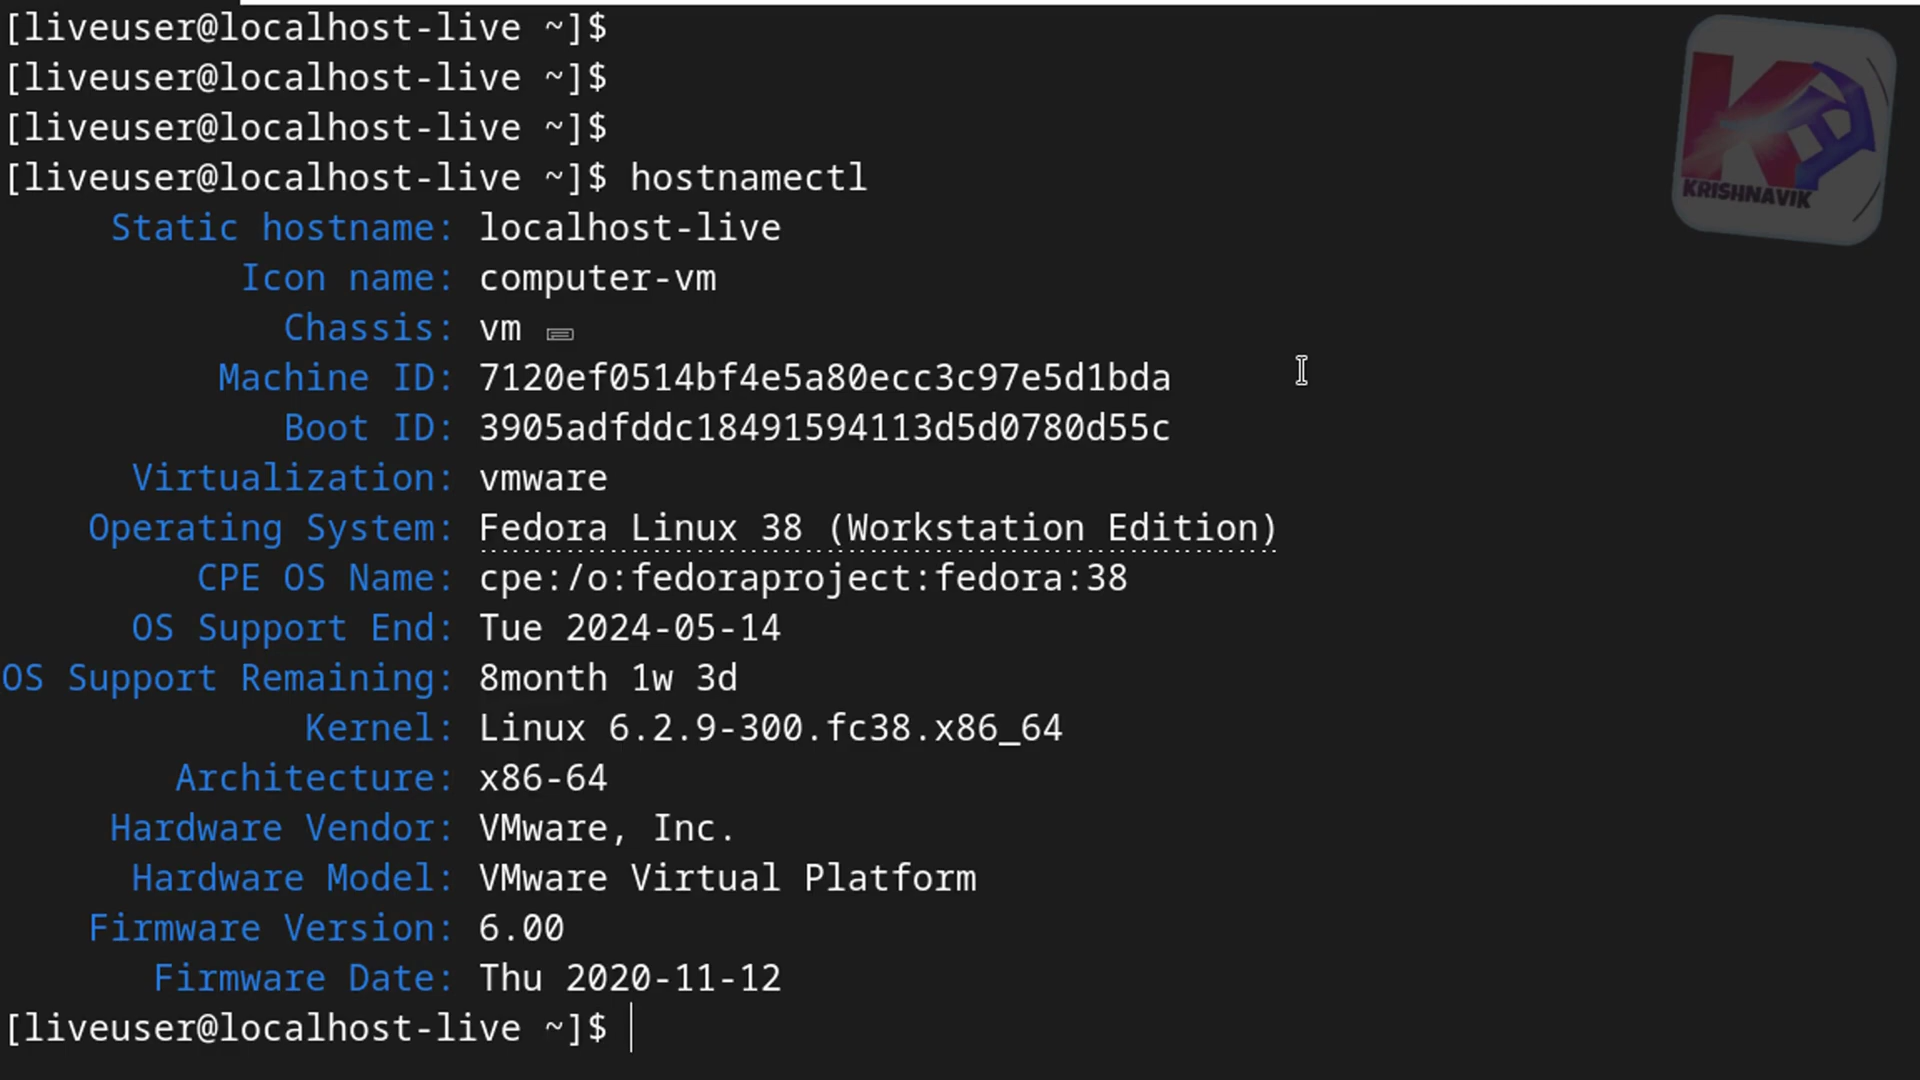 [liveuser@localhost-live ~]$
[liveuser@localhost-live ~]$
[liveuser@localhost-live ~]$
[liveuser@localhost-live ~]$ hostnamectl
Static hostname: localhost-live
Icon name: computer-vm
Chassis: vm 🖴
Machine ID: 7120ef0514bf4e5a80ecc3c97e5d1bda
Boot ID: 3905adfddc18491594113d5d0780d55c
Virtualization: vmware
Operating System: Fedora Linux 38 (Workstation Edition)
CPE OS Name: cpe:/o:fedoraproject:fedora:38
OS Support End: Tue 2024-05-14
OS Support Remaining: 8month 1w 3d
Kernel: Linux 6.2.9-300.fc38.x86_64
Architecture: x86-64
Hardware Vendor: VMware, Inc.
Hardware Model: VMware Virtual Platform
Firmware Version: 6.00
Firmware Date: Thu 2020-11-12
[liveuser@localhost-live ~]$
KRISHNAVIK